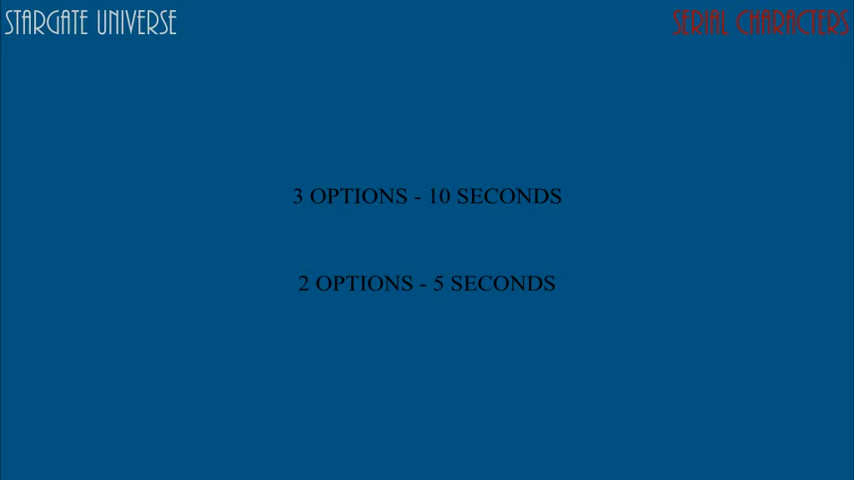 STARGATE UNIVERSE
SERIAL CHARACTERS
3 OPTIONS - 10 SECONDS
2 OPTIONS - 5 SECONDS